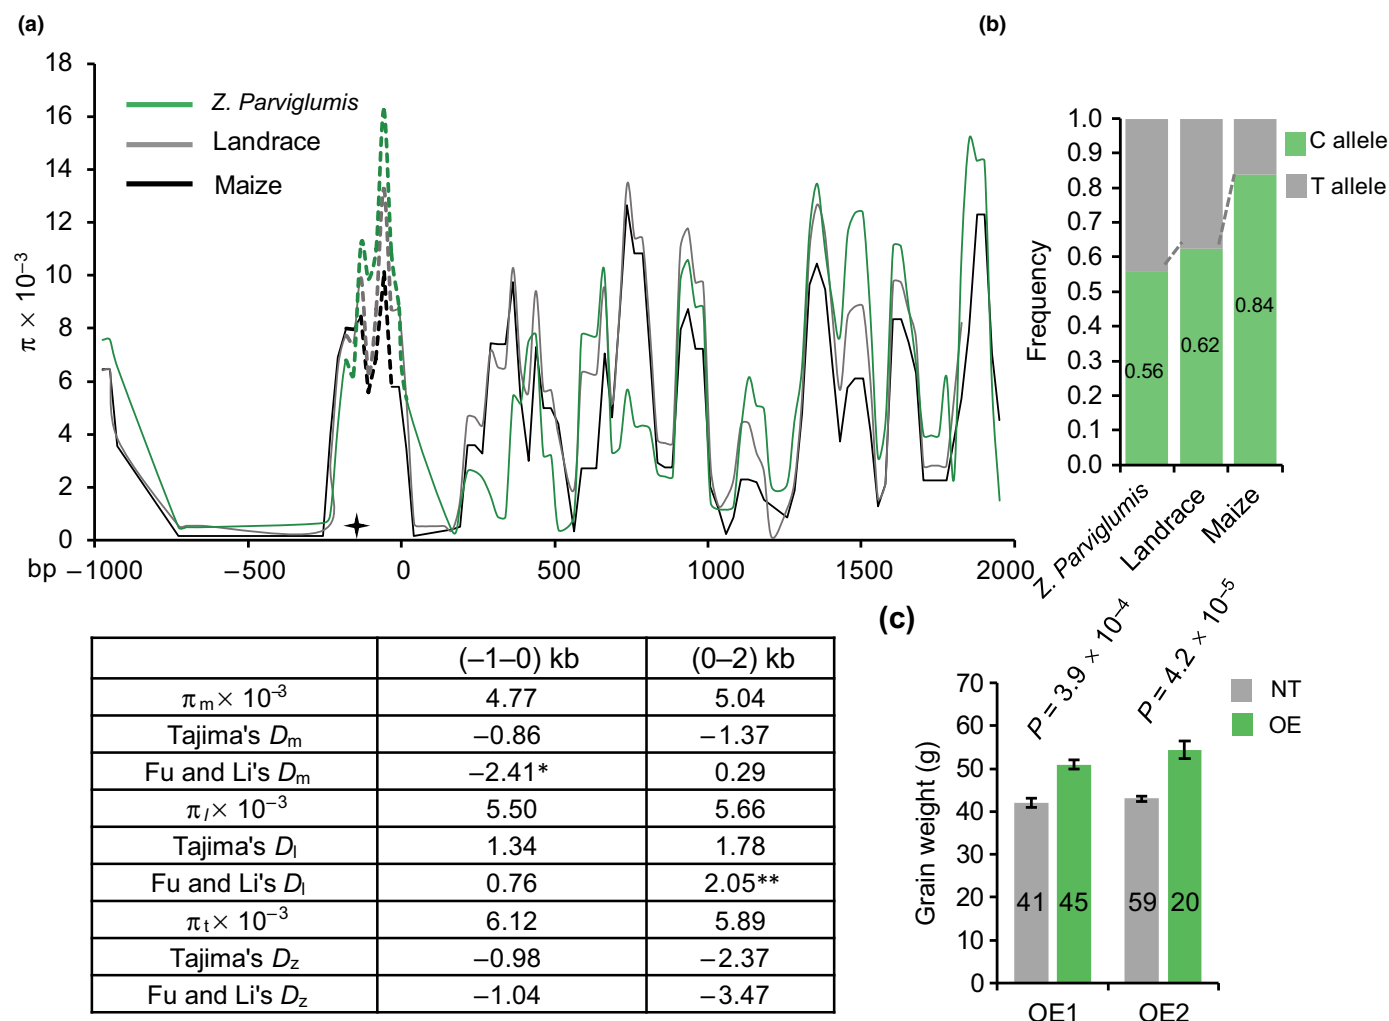 (a)
18
16
14
12
10
8
6
4
2
0
π × 10⁻³
Z. Parviglumis
Landrace
Maize
bp −1000 −500 0 500 1000 1500 2000
(b)
1.0
0.9
0.8
0.7
0.6
0.5
0.4
0.3
0.2
0.1
0.0
Frequency
0.56
0.62
0.84
C allele
T allele
Z. Parviglumis
Landrace
Maize
(−1–0) kb (0–2) kb
πm × 10⁻³ 4.77 5.04
Tajima's Dm −0.86 −1.37
Fu and Li's Dm −2.41* 0.29
πl × 10⁻³ 5.50 5.66
Tajima's Dl 1.34 1.78
Fu and Li's Dl 0.76 2.05**
πt × 10⁻³ 6.12 5.89
Tajima's Dz −0.98 −2.37
Fu and Li's Dz −1.04 −3.47
(c)
P = 3.9 × 10⁻⁴
P = 4.2 × 10⁻⁵
70
60
50
40
30
20
10
0
Grain weight (g)
NT
OE
41
45
59
20
OE1
OE2